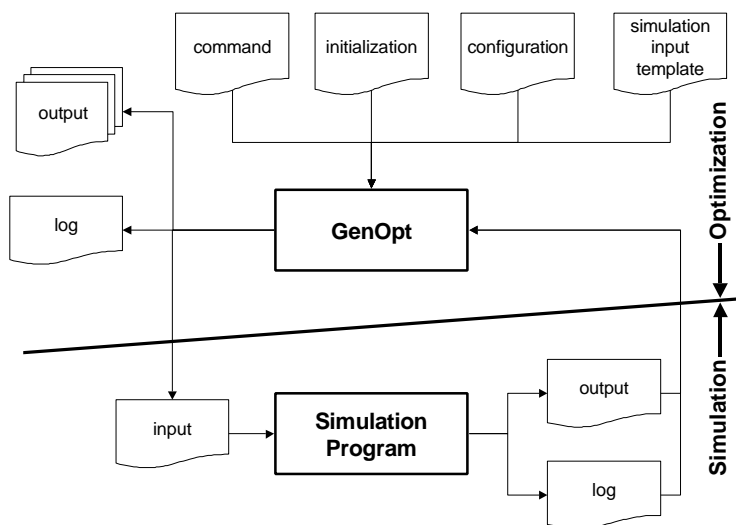 command
initialization
configuration
simulation
input
template
output
log
GenOpt
Optimization
Simulation
input
Simulation
Program
output
log